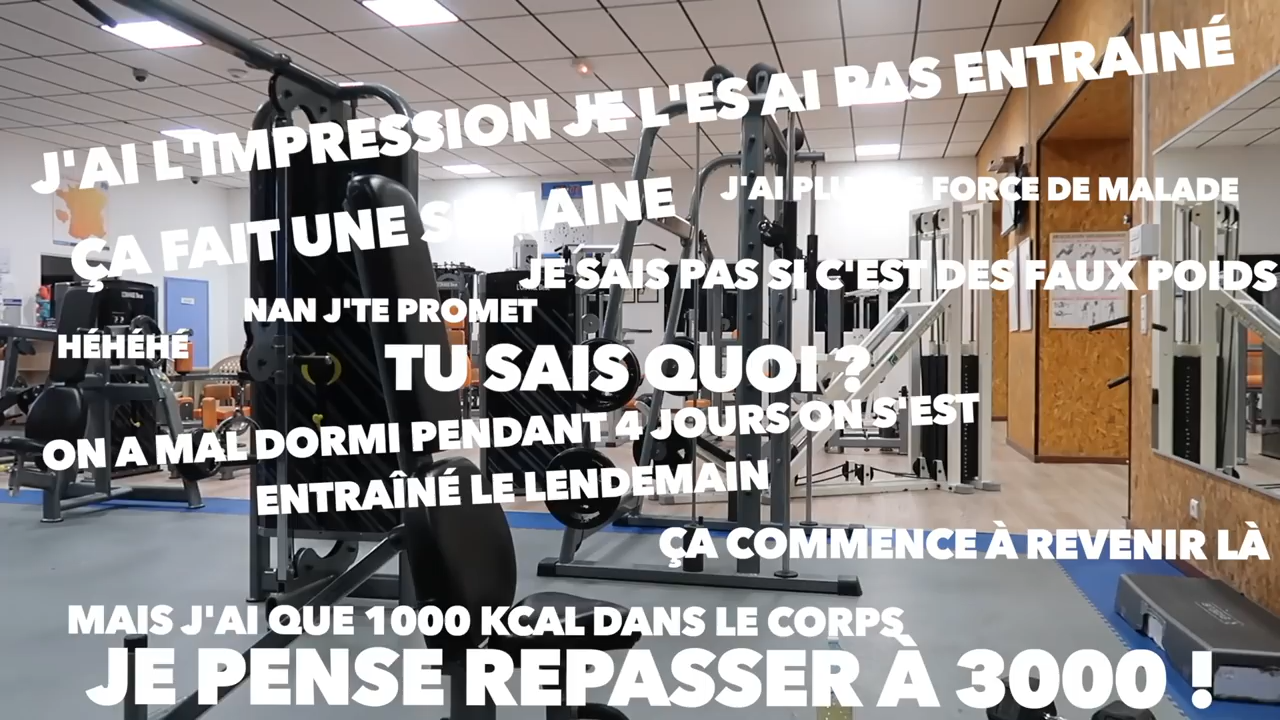 J'AI L'IMPRESSION JE L'ES AI PAS ENTRAINÉ
ÇA FAIT UNE SEMAINE
J'AI PLUS DE FORCE DE MALADE
JE SAIS PAS SI C'EST DES FAUX POIDS
NAN J'TE PROMET
HÉHÉHÉ
TU SAIS QUOI ?
ON A MAL DORMI PENDANT 4 JOURS ON S'EST
ENTRAÎNÉ LE LENDEMAIN
ÇA COMMENCE À REVENIR LÀ
MAIS J'AI QUE 1000 KCAL DANS LE CORPS
JE PENSE REPASSER À 3000 !